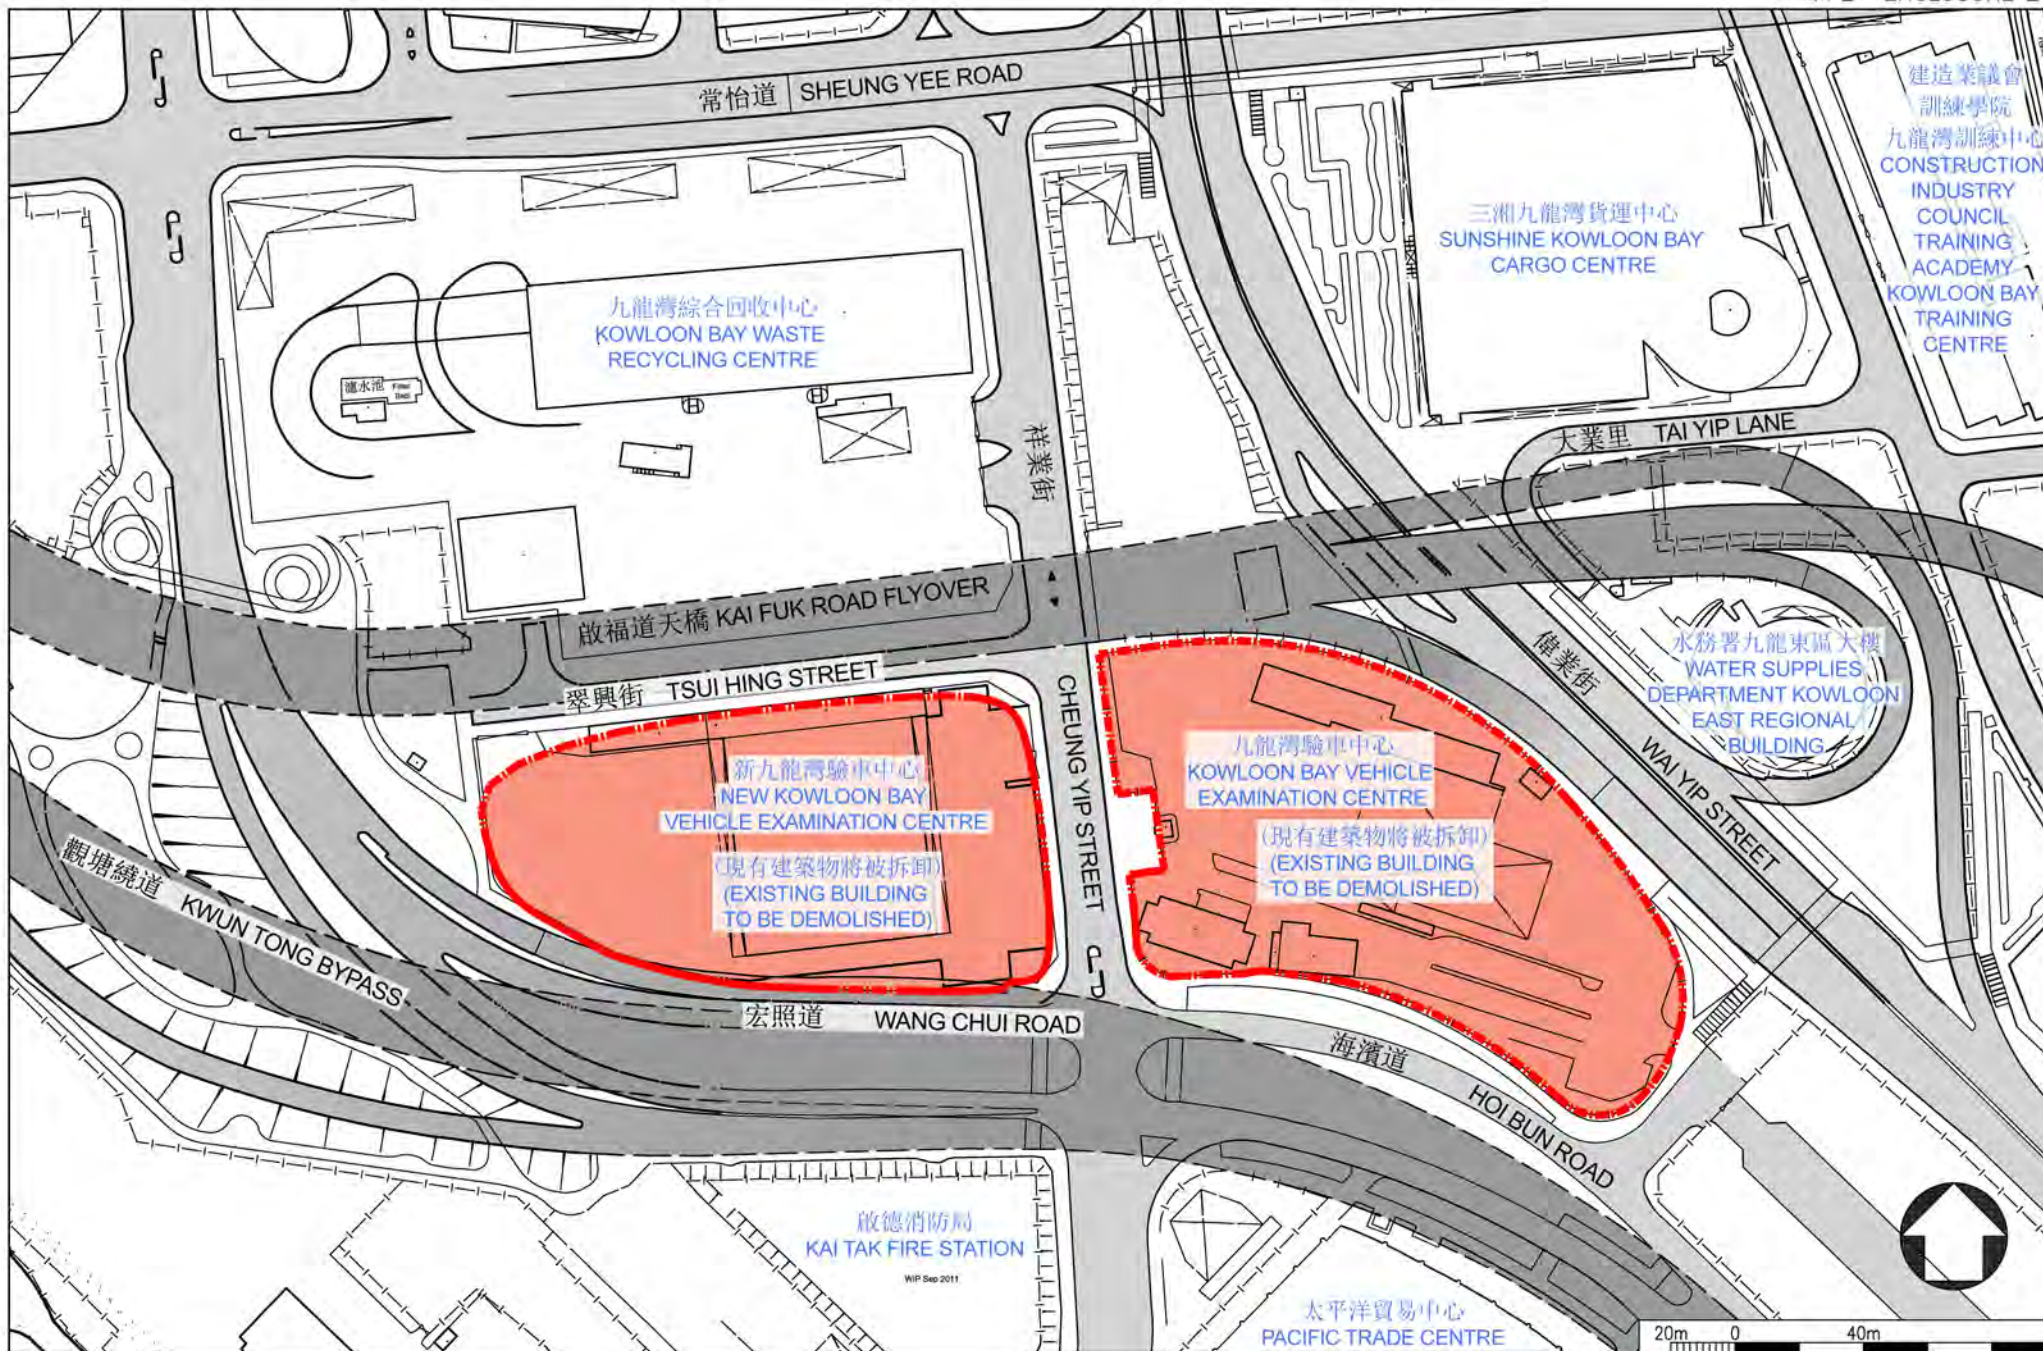 常怡道 SHEUNG YEE ROAD
建造業議會
訓練學院
九龍灣訓練中心
CONSTRUCTION
INDUSTRY
COUNCIL
TRAINING
ACADEMY
KOWLOON BAY
TRAINING
CENTRE
三湘九龍灣貨運中心
SUNSHINE KOWLOON BAY
CARGO CENTRE
九龍灣綜合回收中心
KOWLOON BAY WASTE
RECYCLING CENTRE
濾水池 Filter
Bed
祥業街
大業里 TAI YIP LANE
啟福道天橋 KAI FUK ROAD FLYOVER
翠興街 TSUI HING STREET
CHEUNG YIP STREET
偉業街
WAI YIP STREET
水務署九龍東區大樓
WATER SUPPLIES
DEPARTMENT KOWLOON
EAST REGIONAL
BUILDING
新九龍灣驗車中心
NEW KOWLOON BAY
VEHICLE EXAMINATION CENTRE
(現有建築物將被拆卸)
(EXISTING BUILDING
TO BE DEMOLISHED)
九龍灣驗車中心
KOWLOON BAY VEHICLE
EXAMINATION CENTRE
(現有建築物將被拆卸)
(EXISTING BUILDING
TO BE DEMOLISHED)
觀塘繞道 KWUN TONG BYPASS
宏照道 WANG CHUI ROAD
海濱道 HOI BUN ROAD
啟德消防局
KAI TAK FIRE STATION
WIP Sep 2011
太平洋貿易中心
PACIFIC TRADE CENTRE
20m 0 40m